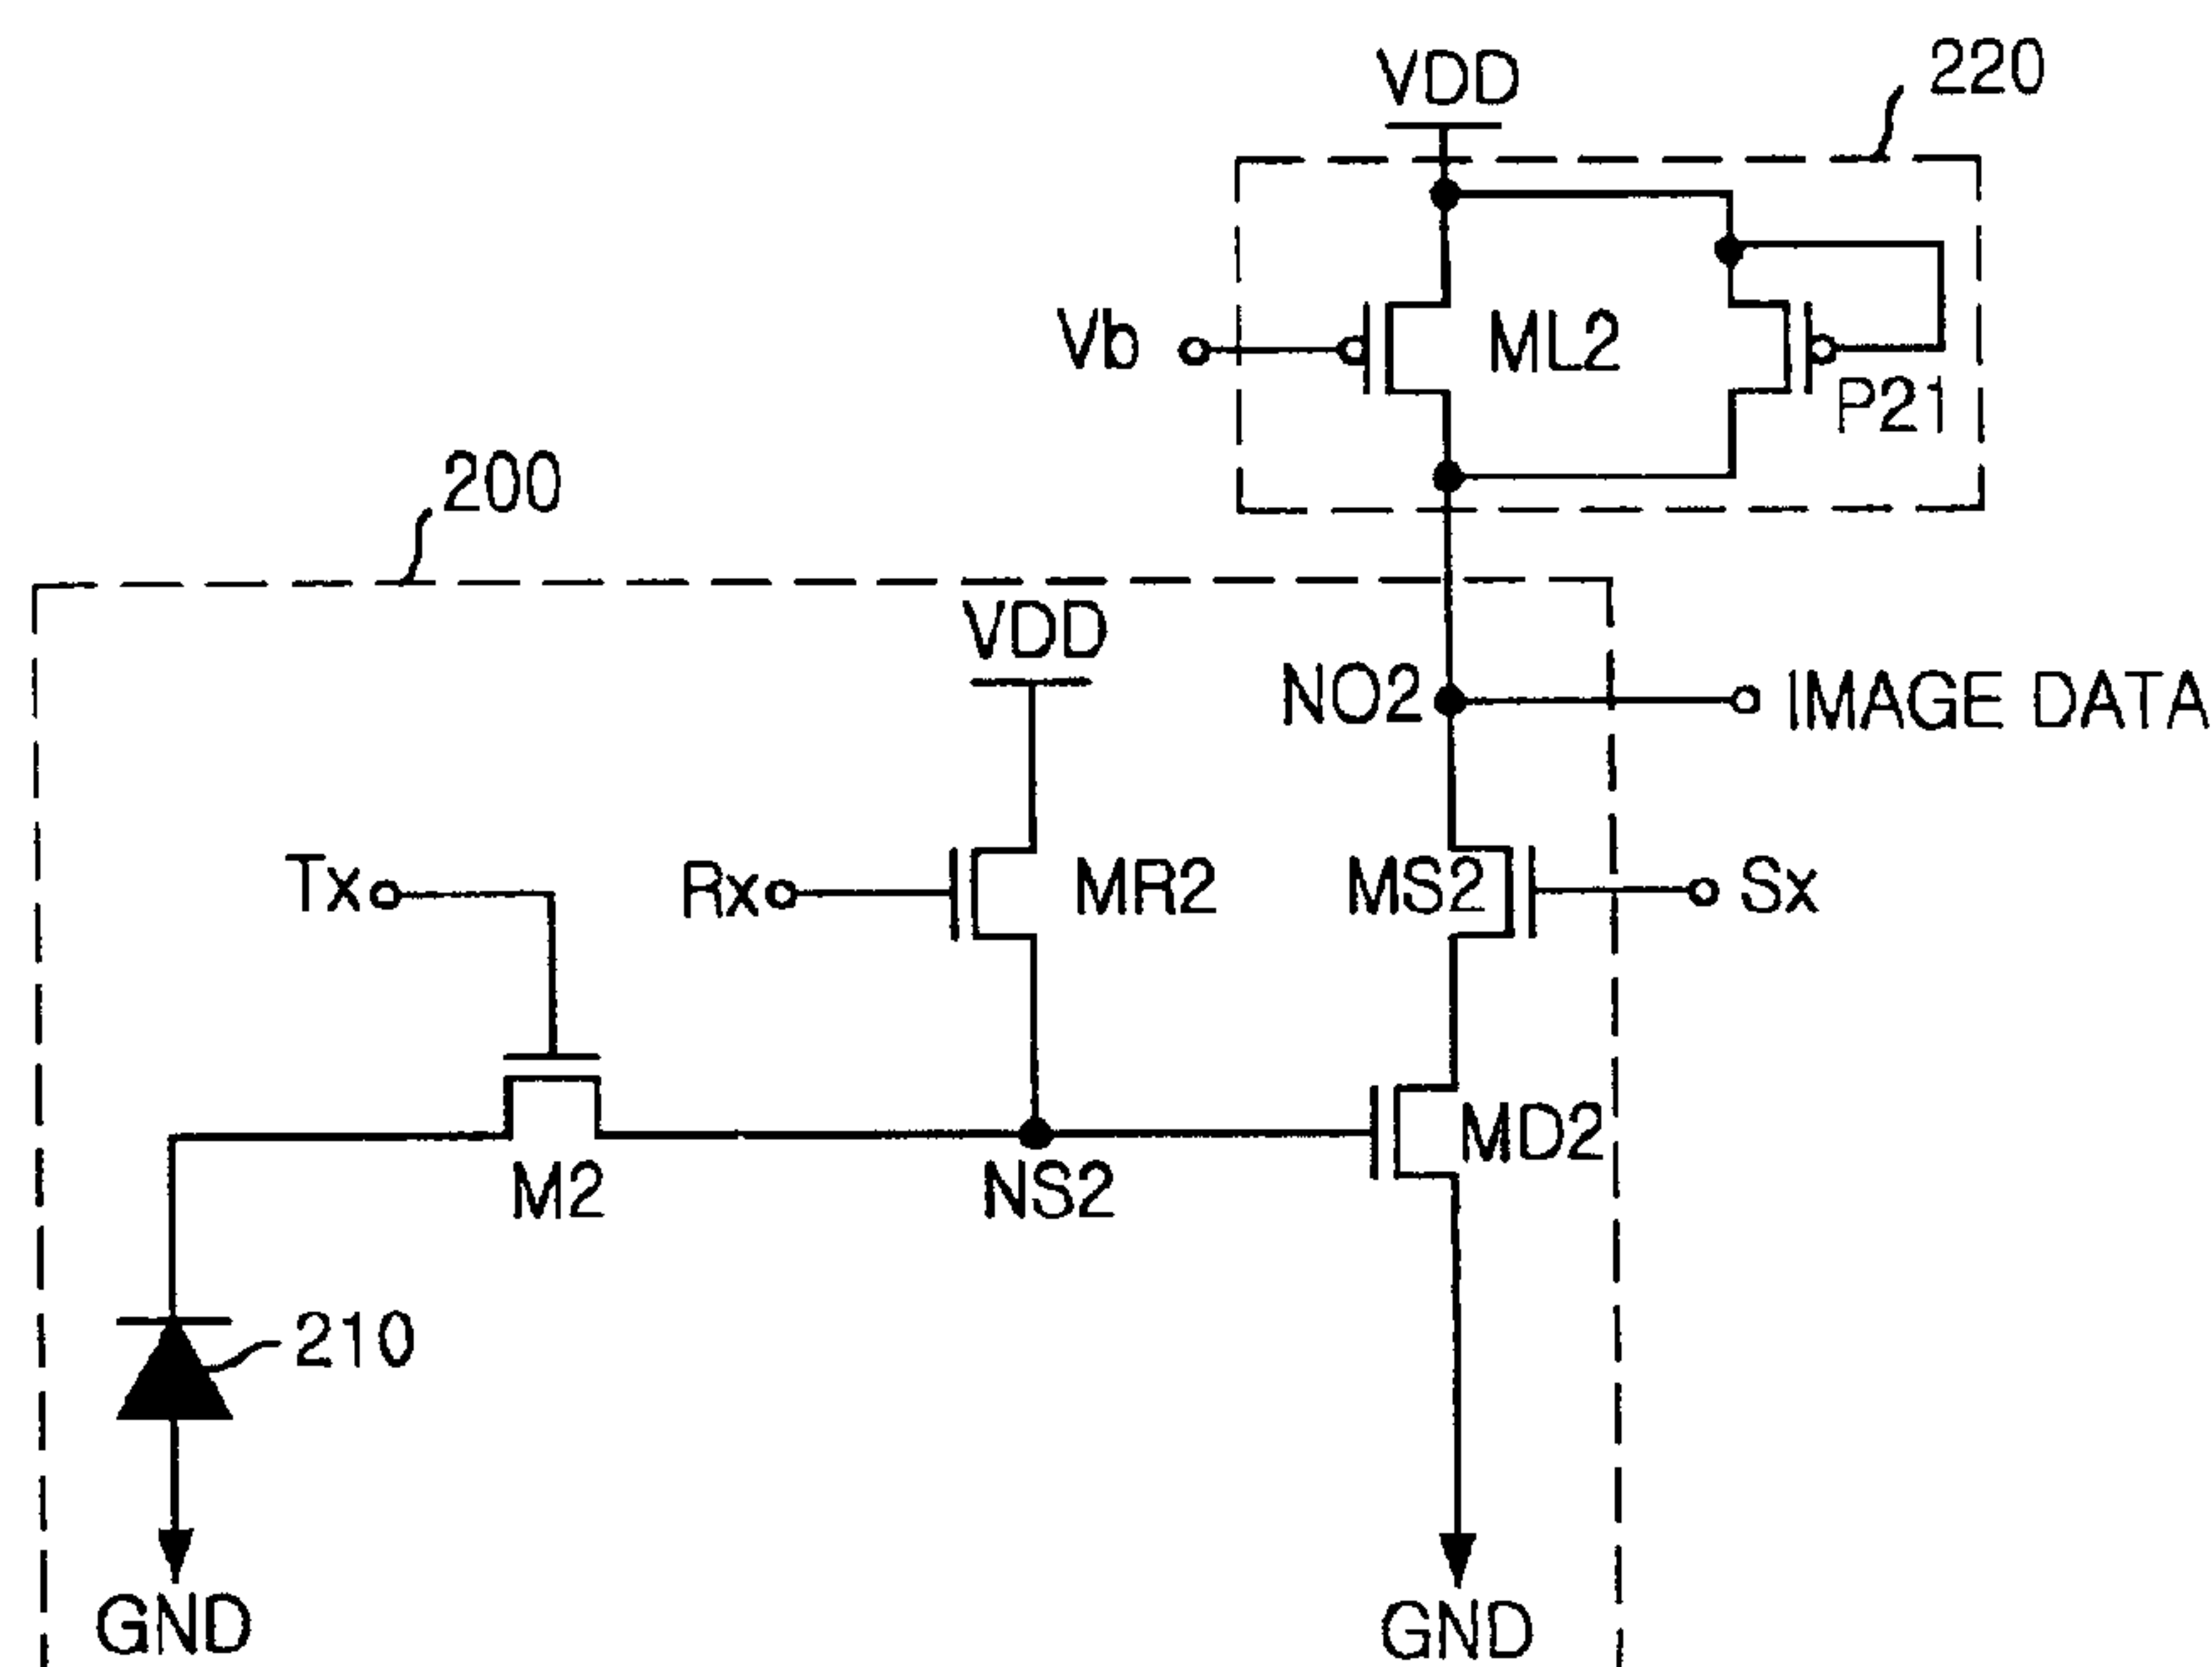 VDD
220
Vb
ML2
P21
200
VDD
NO2
IMAGE DATA
Tx
Rx
MR2
MS2
Sx
M2
NS2
MD2
210
GND
GND